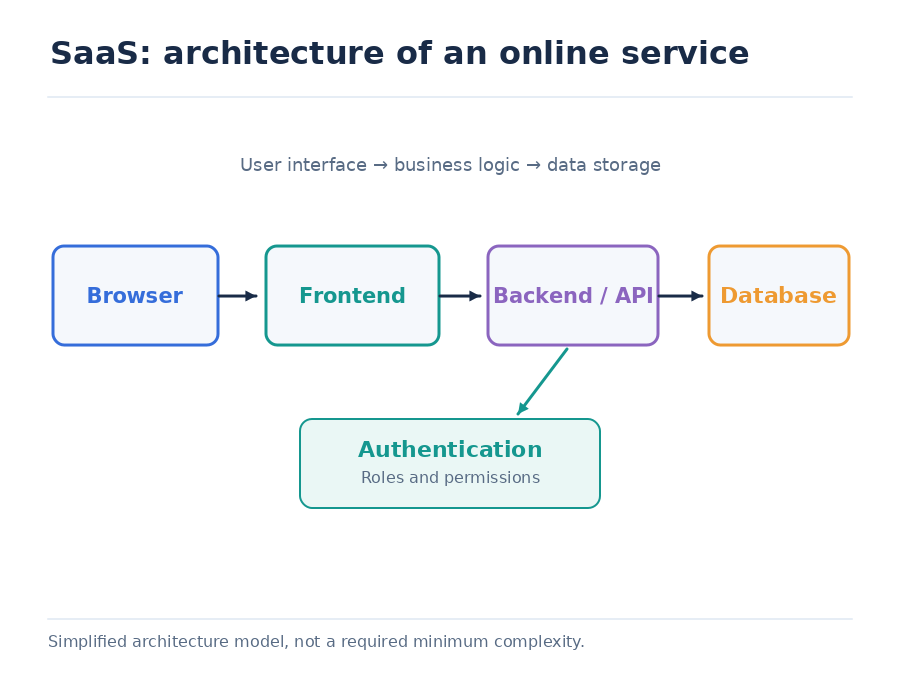 SaaS: architecture of an online service
User interface → business logic → data storage
Browser
Frontend
Backend / API
Database
Authentication
Roles and permissions
Simplified architecture model, not a required minimum complexity.